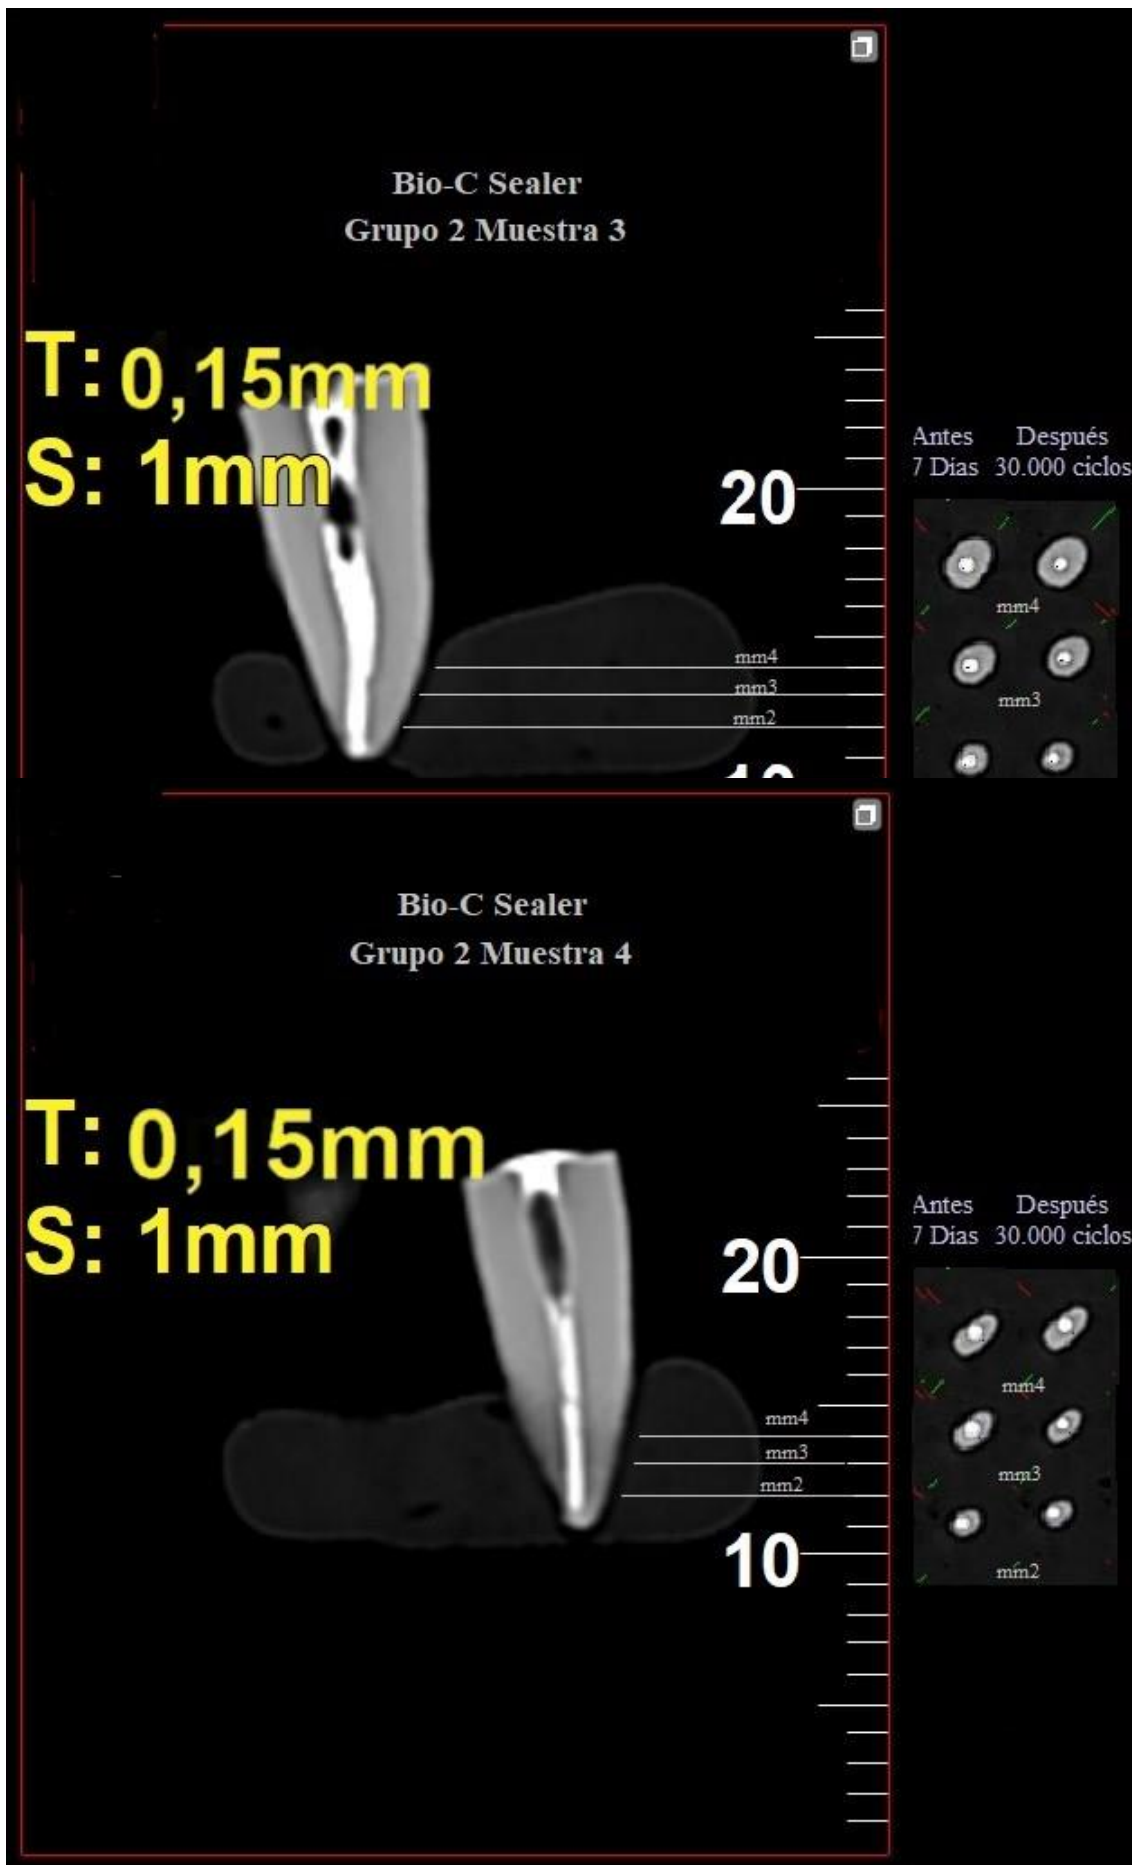 Bio-C Sealer
Grupo 2 Muestra 3
T: 0,15mm
S: 1mm
20
Antes Después
7 Dias 30.000 ciclos
mm4
mm3
mm2
mm4
mm3
Bio-C Sealer
Grupo 2 Muestra 4
T: 0,15mm
S: 1mm
20
Antes Después
7 Dias 30.000 ciclos
mm4
mm3
mm2
10
mm4
mm3
mm2